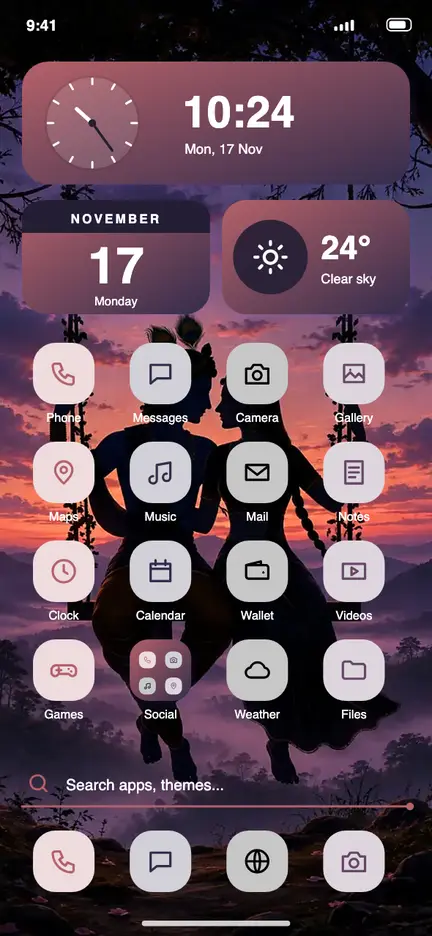 9:41
10:24
Mon, 17 Nov
NOVEMBER
17
Monday
24°
Clear sky
Phone Messages Camera Gallery
Maps Music Mail Notes
Clock Calendar Wallet Videos
Games Social Weather Files
Search apps, themes...